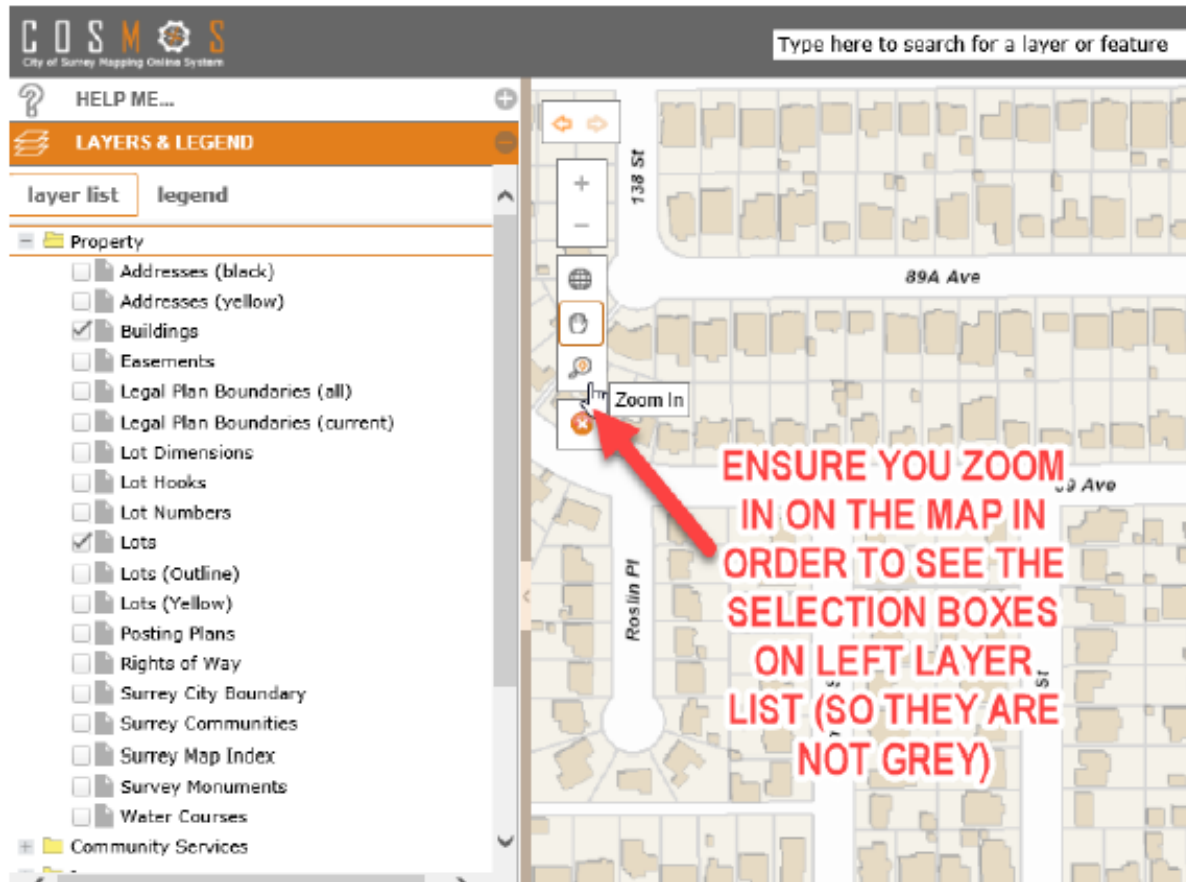 COSMOS
City of Surrey Mapping Online System
Type here to search for a layer or feature
HELP ME...
LAYERS & LEGEND
layer list
legend
Property
Addresses (black)
Addresses (yellow)
Buildings
Easements
Legal Plan Boundaries (all)
Legal Plan Boundaries (current)
Lot Dimensions
Lot Hooks
Lot Numbers
Lots
Lots (Outline)
Lots (Yellow)
Posting Plans
Rights of Way
Surrey City Boundary
Surrey Communities
Surrey Map Index
Survey Monuments
Water Courses
Community Services
138 St
89A Ave
Zoom In
ENSURE YOU ZOOM
IN ON THE MAP IN
ORDER TO SEE THE
SELECTION BOXES
ON LEFT LAYER
LIST (SO THEY ARE
NOT GREY)
Ave
Roslin Pl
St